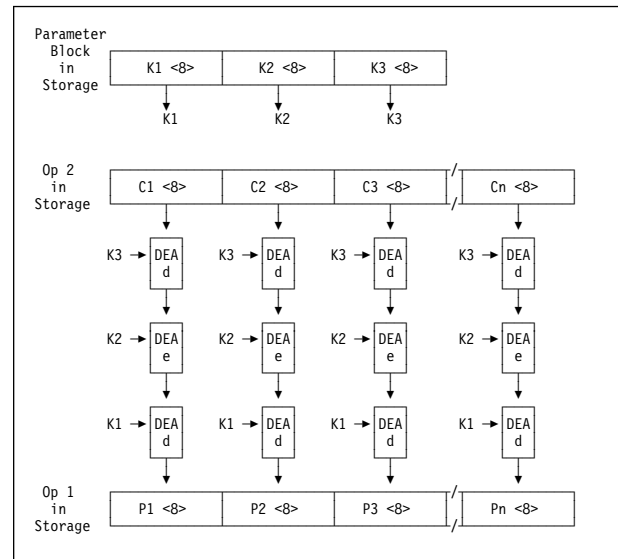 Parameter
Block
in
Storage
K1 <8> K2 <8> K3 <8>
K1 K2 K3
Op 2
in
Storage
C1 <8> C2 <8> C3 <8> Cn <8>
K3 DEA K3 DEA K3 DEA K3 DEA
d d d d
K2 DEA K2 DEA K2 DEA K2 DEA
e e e e
K1 DEA K1 DEA K1 DEA K1 DEA
d d d d
Op 1
in
Storage
P1 <8> P2 <8> P3 <8> Pn <8>